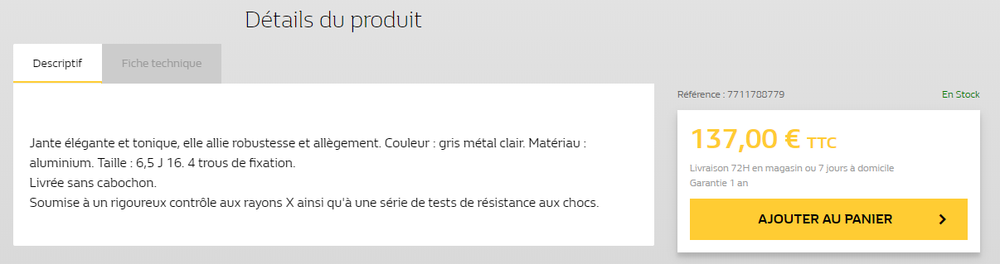 Détails du produit
Descriptif
Fiche technique
Jante élégante et tonique, elle allie robustesse et allègement. Couleur : gris métal clair. Matériau :
aluminium. Taille : 6,5 J 16. 4 trous de fixation.
Livrée sans cabochon.
Soumise à un rigoureux contrôle aux rayons X ainsi qu'à une série de tests de résistance aux chocs.
Référence : 7711788779
En Stock
137,00 € TTC
Livraison 72H en magasin ou 7 jours à domicile
Garantie 1 an
AJOUTER AU PANIER